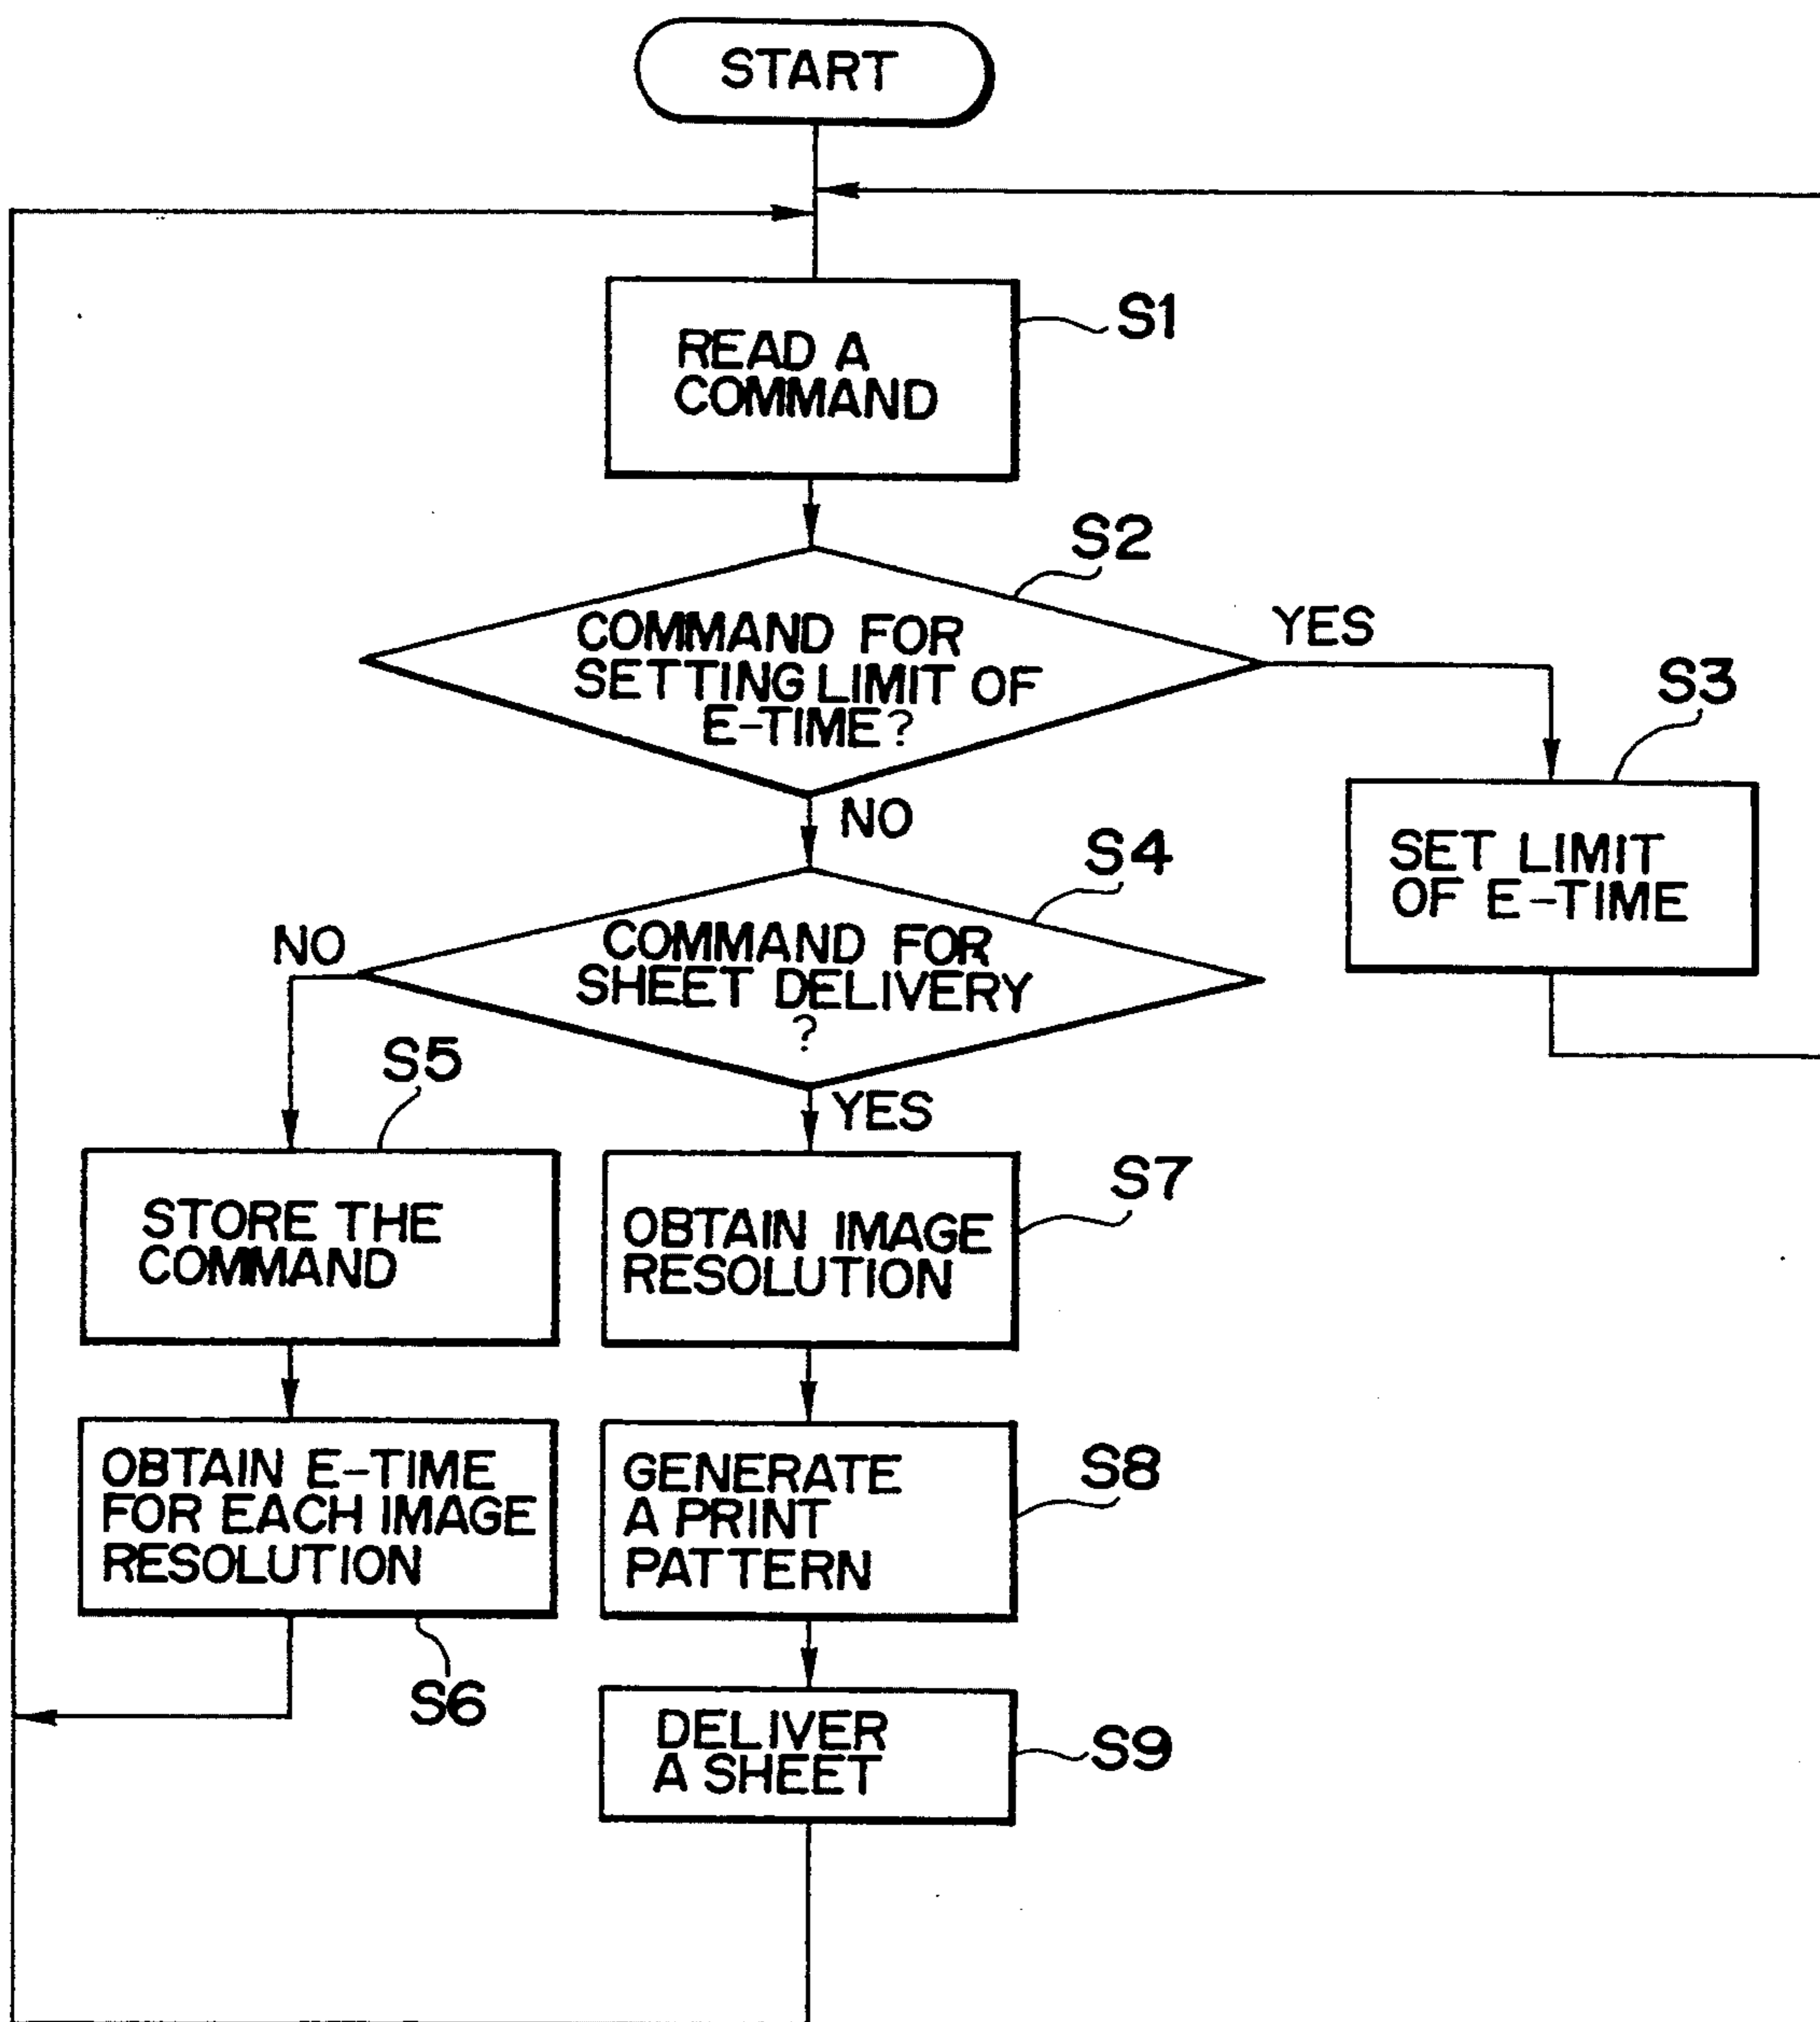 START
READ A
COMMAND
S1
S2
COMMAND FOR
SETTING LIMIT OF
E-TIME?
YES
NO
S3
SET LIMIT
OF E-TIME
S4
COMMAND FOR
SHEET DELIVERY
?
NO
YES
S5
STORE THE
COMMAND
S7
OBTAIN IMAGE
RESOLUTION
OBTAIN E-TIME
FOR EACH IMAGE
RESOLUTION
S6
S8
GENERATE
A PRINT
PATTERN
DELIVER
A SHEET
S9